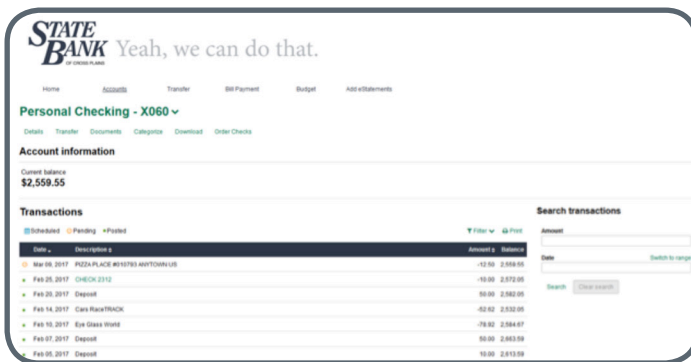 STATE
BANK
OF CROSS PLAINS
Yeah, we can do that.
Home Accounts Transfer Bill Payment Budget Add eStatements
Personal Checking - X060
Details Transfer Documents Categorize Download Order Checks
Account information
Current balance
$2,559.55
Transactions
Scheduled Pending Posted Filter Print
Date Description Amount Balance
Mar 09, 2017 PIZZA PLACE #010793 ANYTOWN US -12.50 2,559.55
Feb 25, 2017 CHECK 2312 -10.00 2,572.05
Feb 20, 2017 Deposit 50.00 2,582.05
Feb 14, 2017 Cars RaceTRACK -52.62 2,532.05
Feb 10, 2017 Eye Glass World -78.92 2,584.67
Feb 07, 2017 Deposit 50.00 2,663.59
Feb 05, 2017 Deposit 10.00 2,613.59
Search transactions
Amount
Date Switch to range
Search Clear search